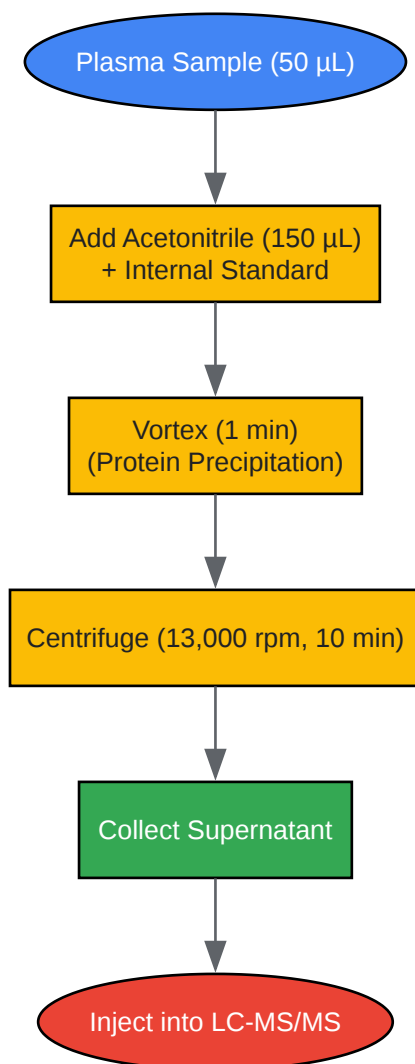 Plasma Sample (50 µL)
Add Acetonitrile (150 µL)
+ Internal Standard
Vortex (1 min)
(Protein Precipitation)
Centrifuge (13,000 rpm, 10 min)
Collect Supernatant
Inject into LC-MS/MS